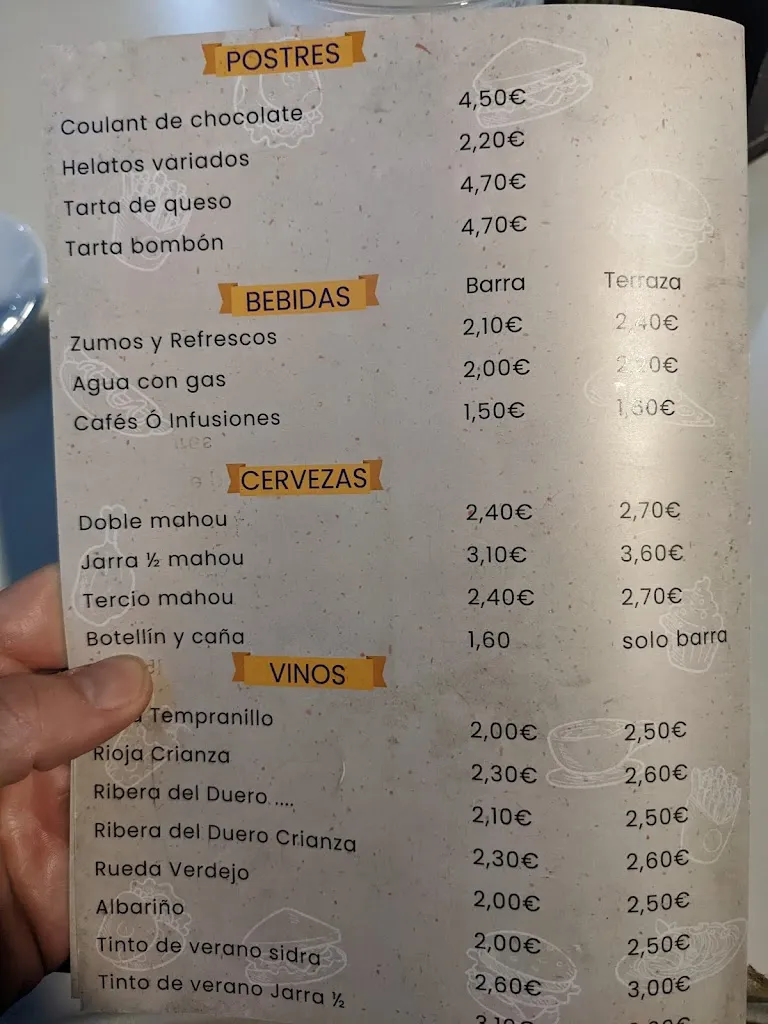 POSTRES
Coulant de chocolate 4,50€
Helatos variados 2,20€
Tarta de queso 4,70€
Tarta bombón 4,70€
BEBIDAS Barra Terraza
Zumos y Refrescos 2,10€ 2,40€
Agua con gas 2,00€
Cafés Ó Infusiones 1,50€ 1,60€
CERVEZAS
Doble mahou 2,40€ 2,70€
Jarra ½ mahou 3,10€ 3,60€
Tercio mahou 2,40€ 2,70€
Botellín y caña 1,60 solo barra
VINOS
Tempranillo 2,00€ 2,50€
Rioja Crianza 2,30€ 2,60€
Ribera del Duero .... 2,10€ 2,50€
Ribera del Duero Crianza 2,30€ 2,60€
Rueda Verdejo 2,00€ 2,50€
Albariño 2,00€ 2,50€
Tinto de verano sidra 2,60€ 3,00€
Tinto de verano Jarra ½